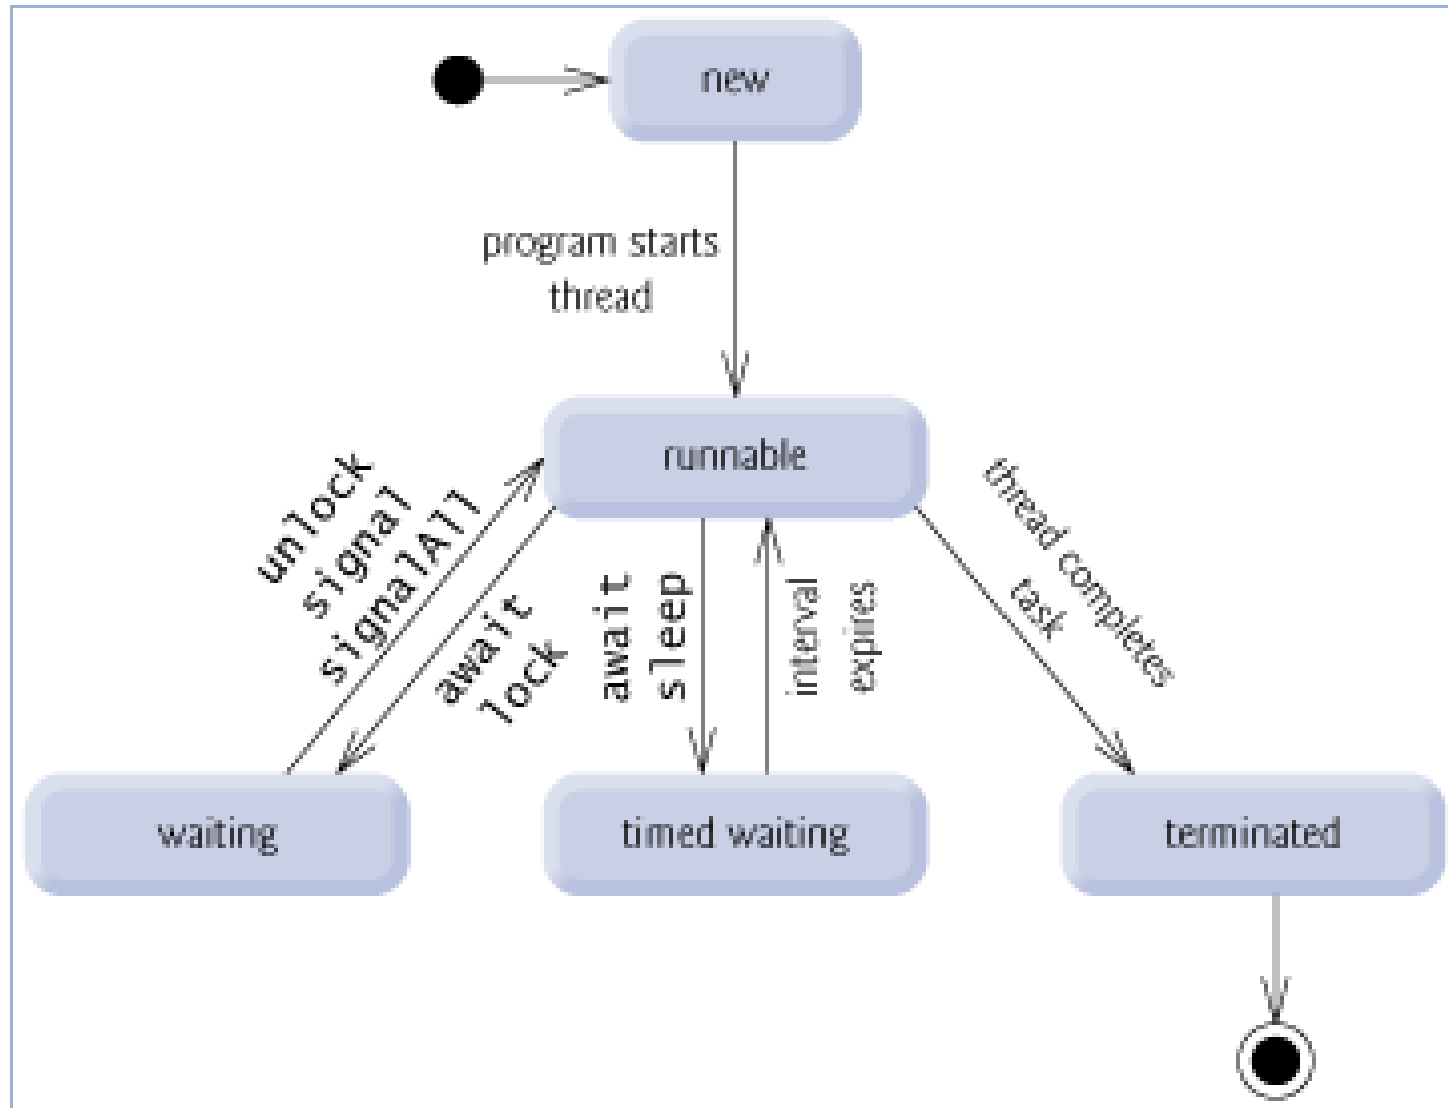 new
program starts
thread
runnable
unlock
signal
signalAll
await
lock
await
sleep
interval
expires
thread completes
task
waiting
timed waiting
terminated